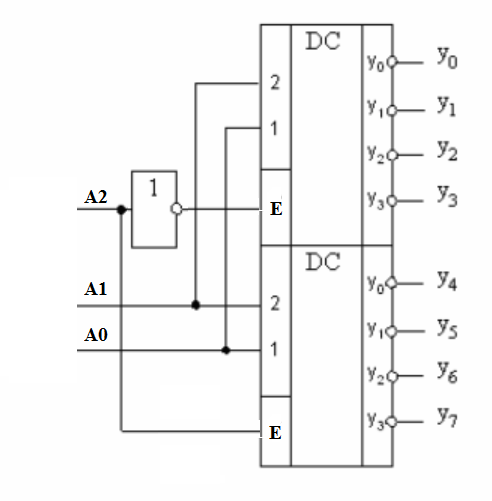 DC
y0 y0
2
y1 y1
1
y2 y2
A2 1 E y3 y3
DC
A1 2 y0 y4
A0 1 y1 y5
y2 y6
E y3 y7